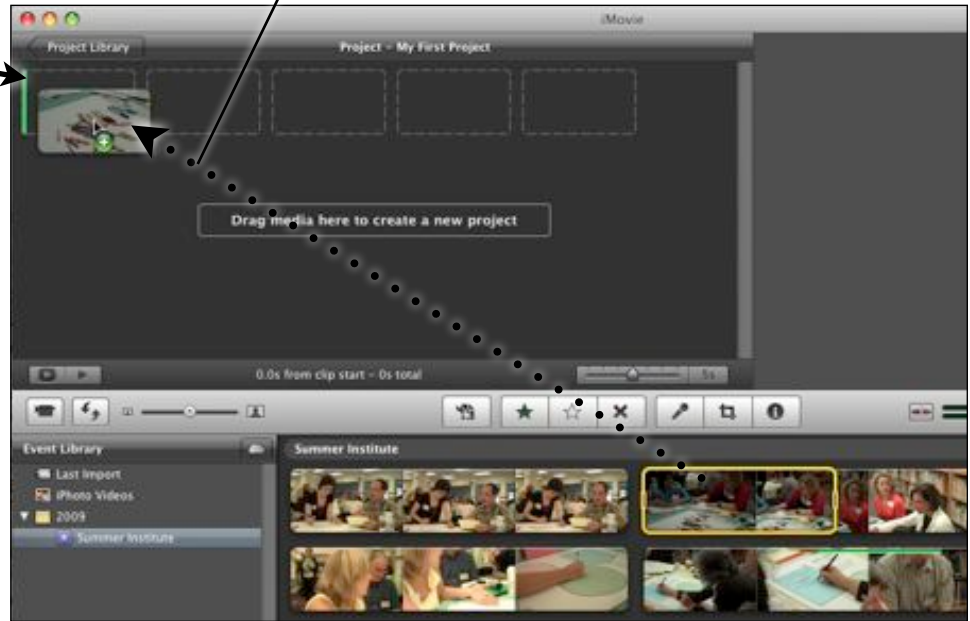 iMovie
Project Library
Project - My First Project
Drag media here to create a new project
0.0s from clip start - 0s total
5s
Event Library
Summer Institute
Last Import
iPhoto Videos
2009
Summer Institute